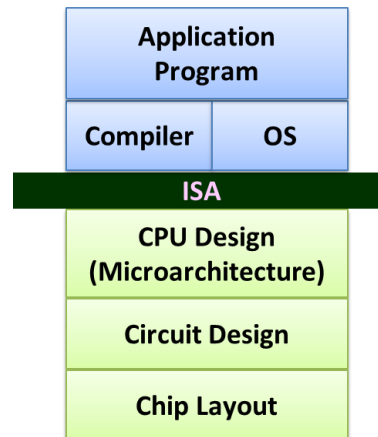 Application
Program
Compiler
OS
ISA
CPU Design
(Microarchitecture)
Circuit Design
Chip Layout